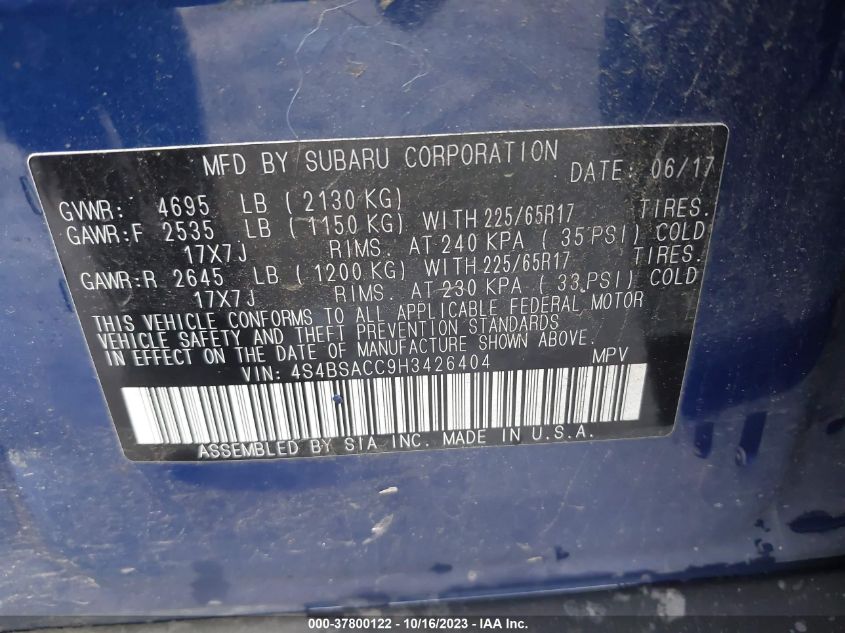 MFD BY SUBARU CORPORATION DATE: 06/17
GVWR: 4695 LB ( 2130 KG)
GAWR:F 2535 LB ( 1150 KG) WITH 225/65R17 TIRES.
17X7J RIMS. AT 240 KPA ( 35 PSI) COLD
GAWR:R 2645 LB ( 1200 KG) WITH 225/65R17 TIRES.
17X7J RIMS. AT 230 KPA ( 33 PSI) COLD
THIS VEHICLE CONFORMS TO ALL APPLICABLE FEDERAL MOTOR
VEHICLE SAFETY AND THEFT PREVENTION STANDARDS
IN EFFECT ON THE DATE OF MANUFACTURE SHOWN ABOVE.
VIN: 4S4BSACC9H3426404 MPV
ASSEMBLED BY SIA INC. MADE IN U.S.A.
000-37800122 - 10/16/2023 - IAA Inc.